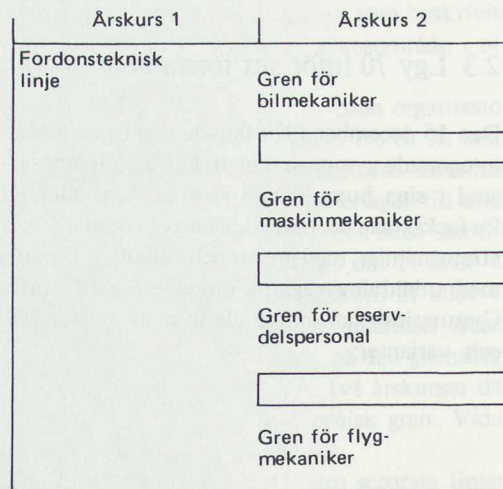 Årskurs 1
Årskurs 2
Fordonsteknisk
linje
Gren för
bilmekaniker
Gren för
maskinmekaniker
Gren för reserv-
delspersonal
Gren för flyg-
mekaniker